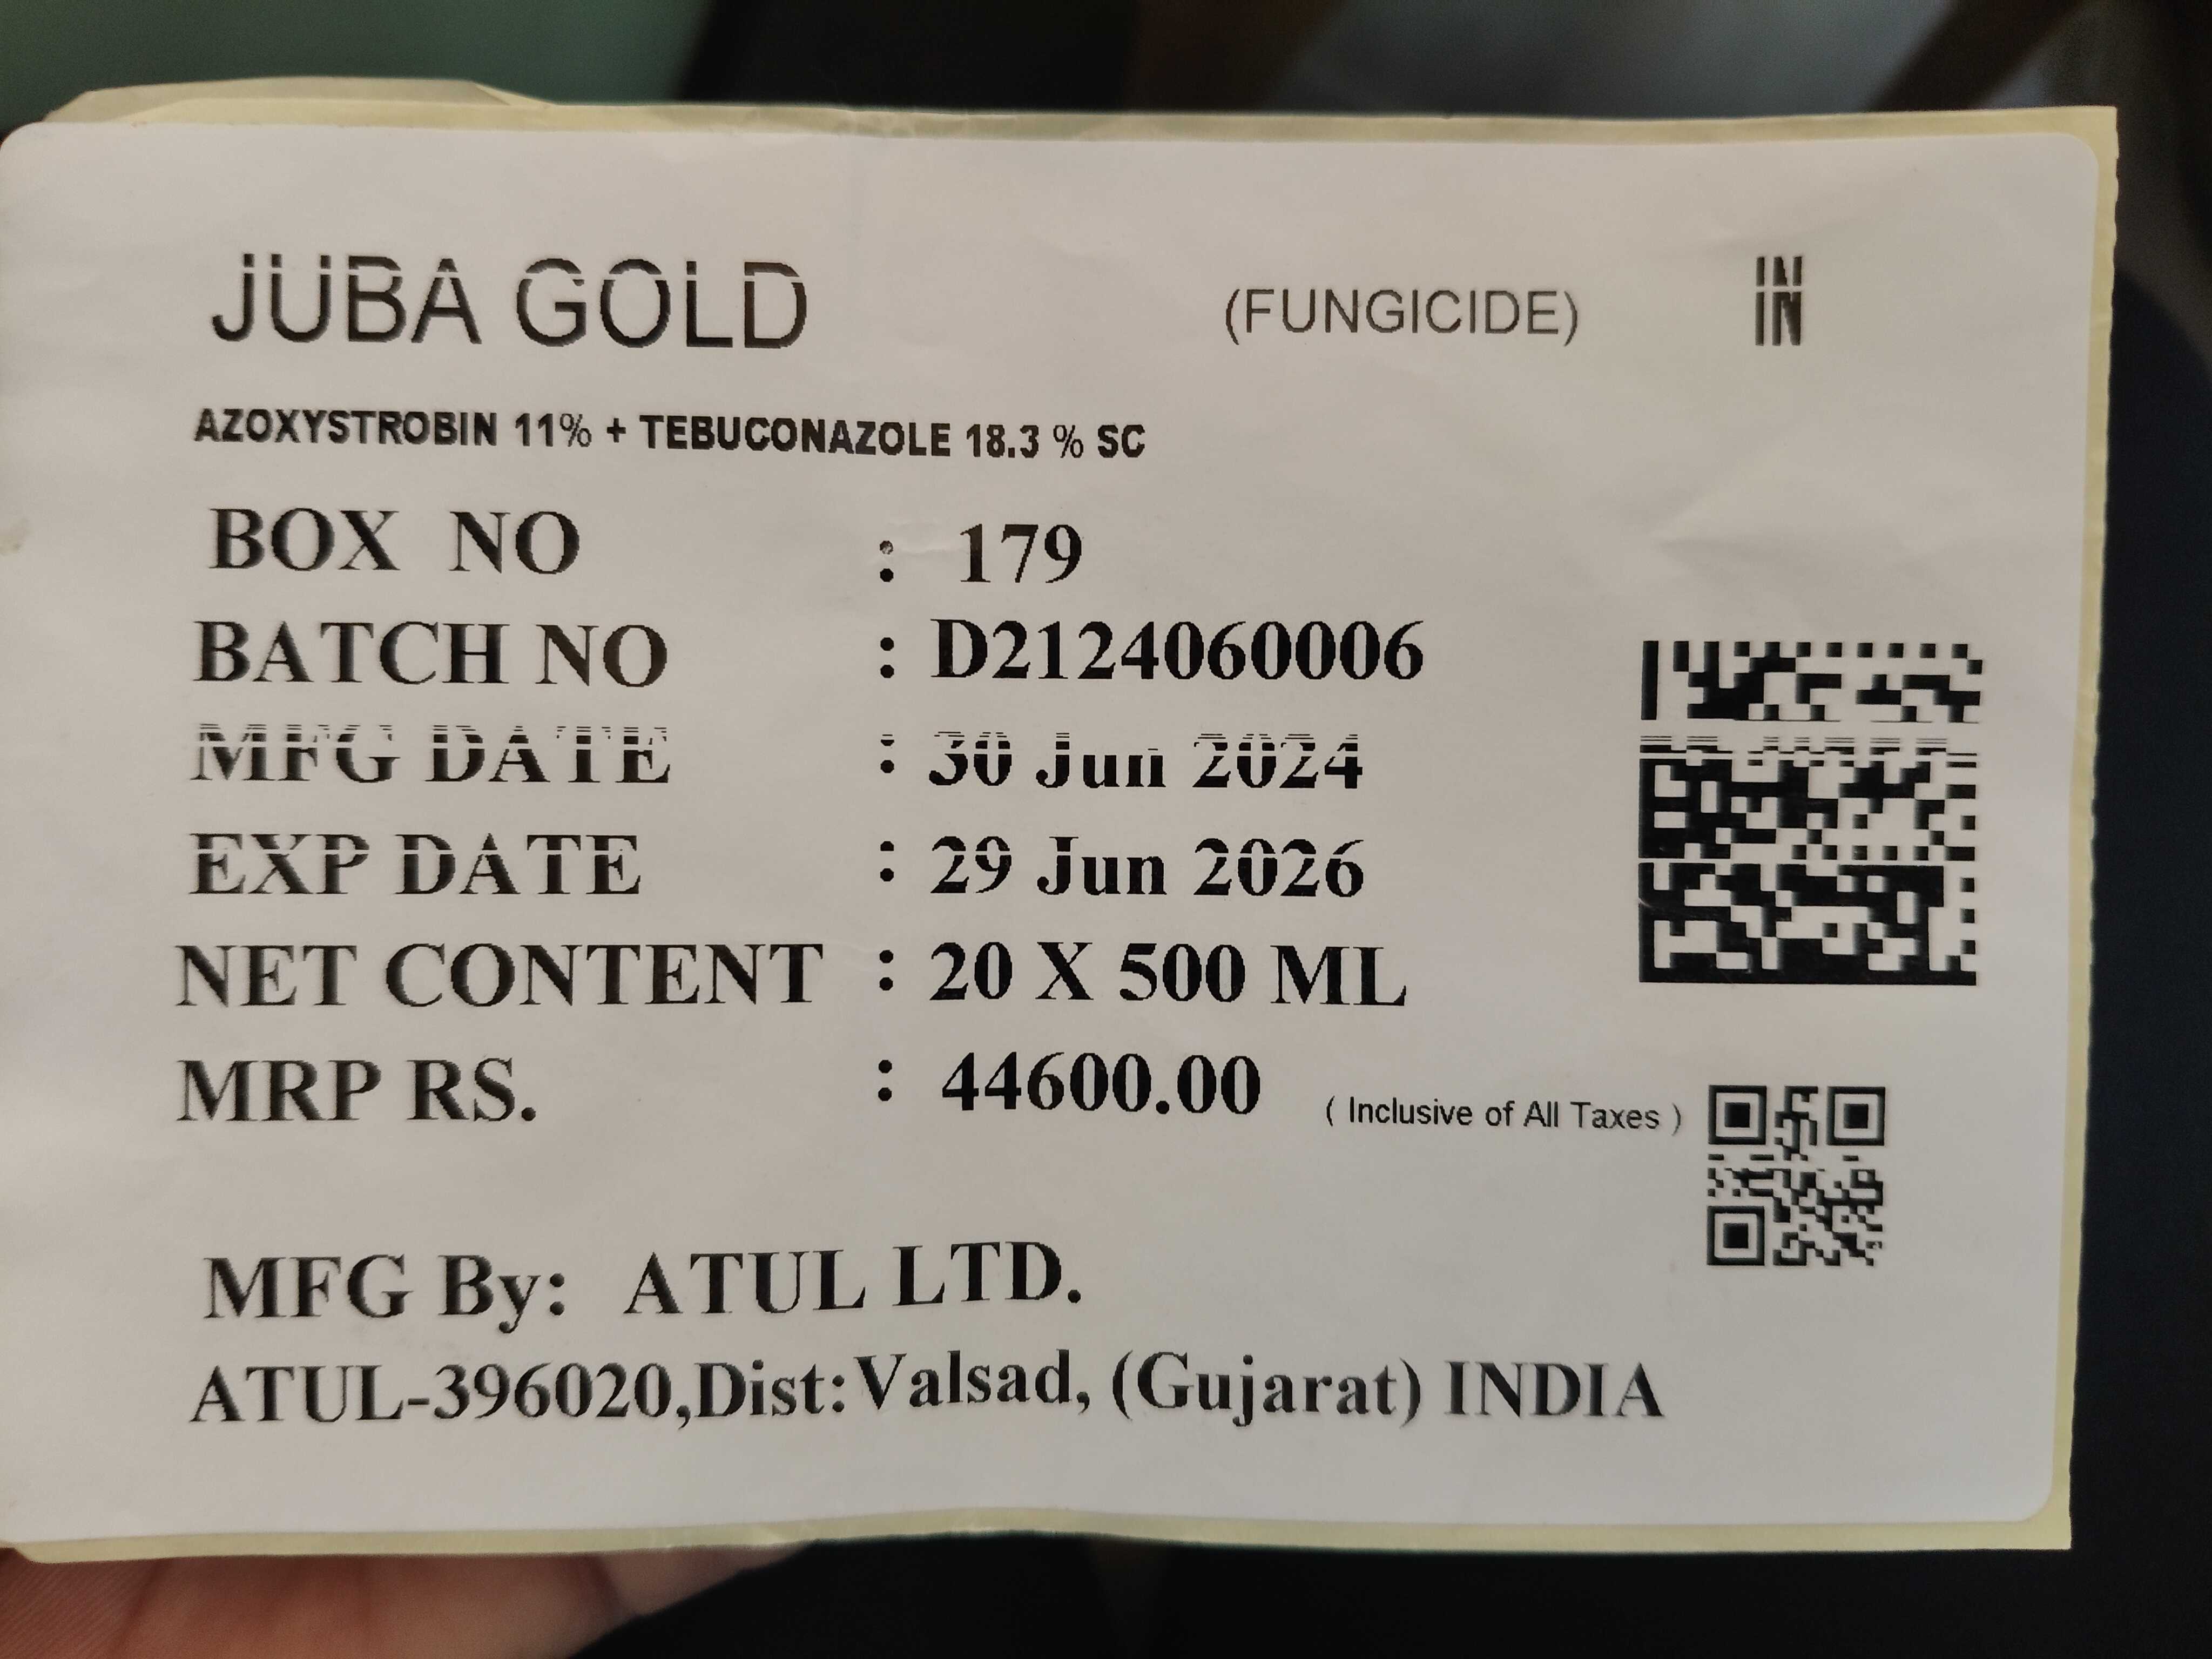 JUBA GOLD (FUNGICIDE) IN
AZOXYSTROBIN 11% + TEBUCONAZOLE 18.3 % SC
BOX NO : 179
BATCH NO : D2124060006
MFG DATE : 30 Jun 2024
EXP DATE : 29 Jun 2026
NET CONTENT : 20 X 500 ML
MRP RS. : 44600.00 ( Inclusive of All Taxes )
MFG By: ATUL LTD.
ATUL-396020,Dist:Valsad, (Gujarat) INDIA